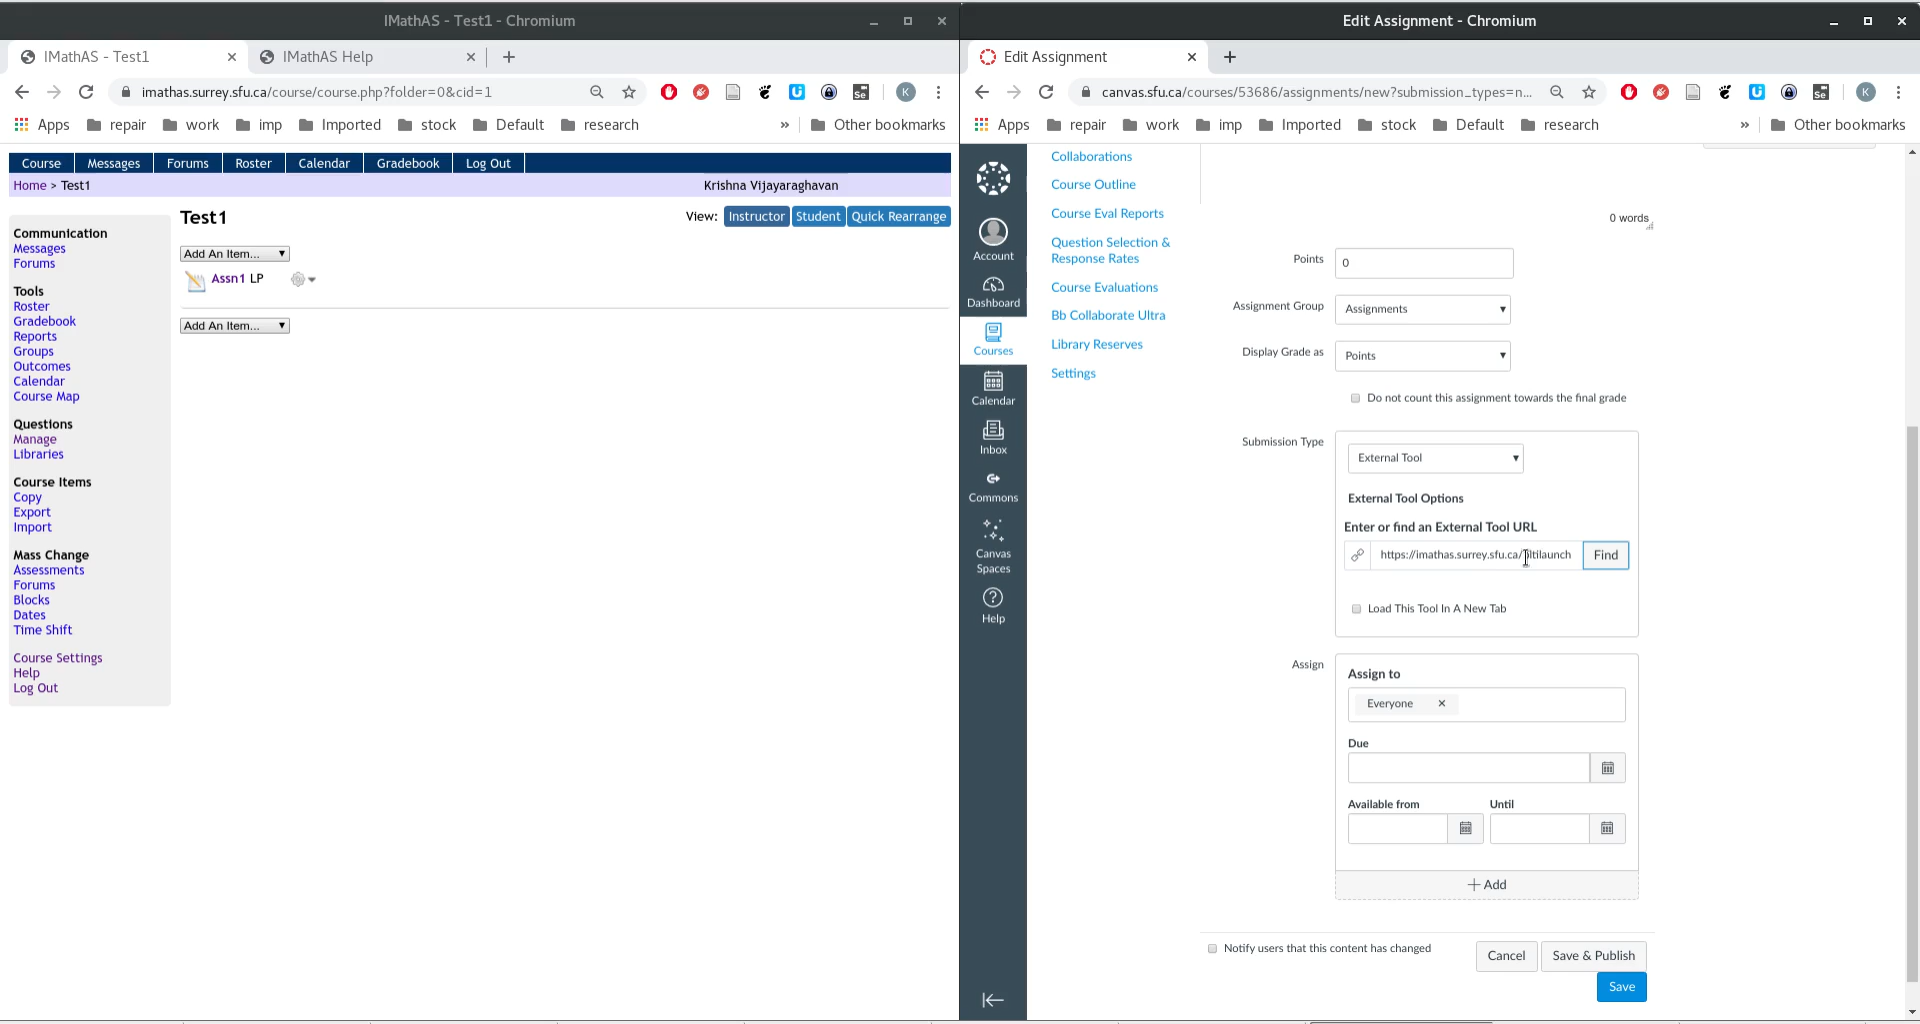 IMathAS - Test1 - Chromium
IMathAS - Test1
IMathAS Help
imathas.surrey.sfu.ca/course/course.php?folder=0&cid=1
K
Apps repair work imp Imported stock Default research » Other bookmarks
Course Messages Forums Roster Calendar Gradebook Log Out
Home > Test1
Krishna Vijayaraghavan
Communication
Messages
Forums
Tools
Roster
Gradebook
Reports
Groups
Outcomes
Calendar
Course Map
Questions
Manage
Libraries
Course Items
Copy
Export
Import
Mass Change
Assessments
Forums
Blocks
Dates
Time Shift
Course Settings
Help
Log Out
Test1
View: Instructor Student Quick Rearrange
Add An Item...
Assn1 LP
Add An Item...
Edit Assignment - Chromium
Edit Assignment
canvas.sfu.ca/courses/53686/assignments/new?submission_types=n...
K
Apps repair work imp Imported stock Default research » Other bookmarks
Account
Dashboard
Courses
Calendar
Inbox
Commons
Canvas
Spaces
Help
Collaborations
Course Outline
Course Eval Reports
Question Selection &
Response Rates
Course Evaluations
Bb Collaborate Ultra
Library Reserves
Settings
0 words
Points 0
Assignment Group Assignments
Display Grade as Points
Do not count this assignment towards the final grade
Submission Type External Tool
External Tool Options
Enter or find an External Tool URL
https://imathas.surrey.sfu.ca/ Find
Load This Tool In A New Tab
Assign
Assign to
Everyone
Due
Available from Until
+ Add
Notify users that this content has changed
Cancel Save & Publish
Save